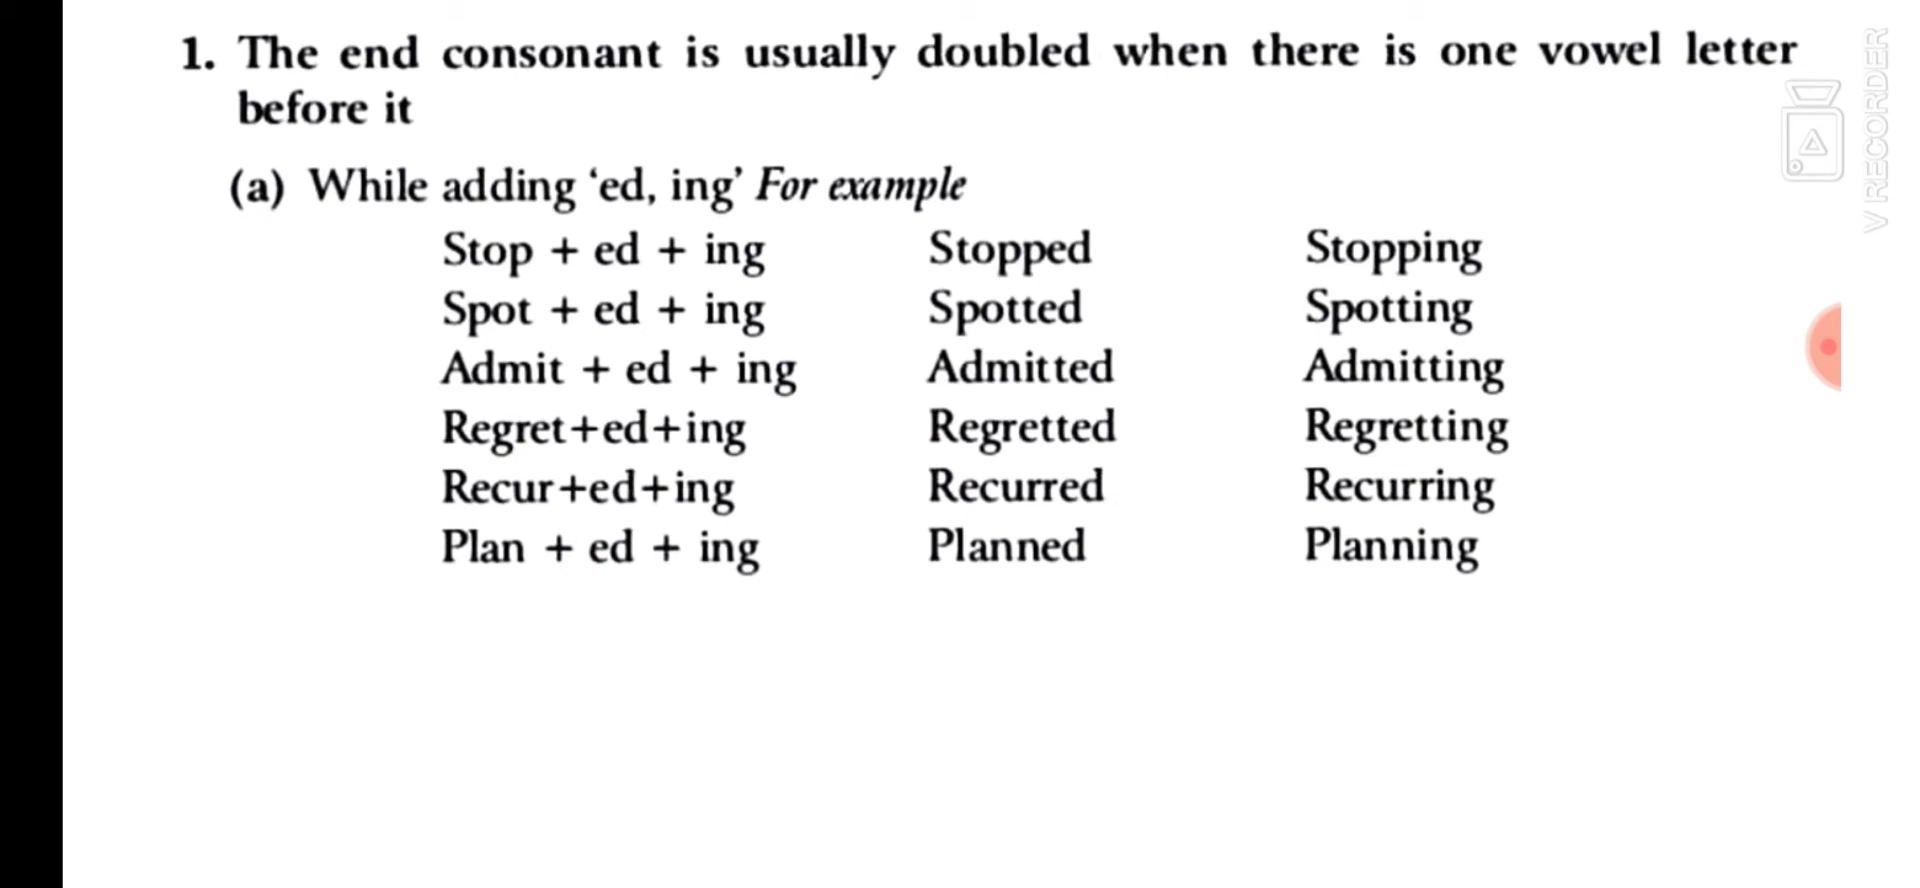 1. The end consonant is usually doubled when there is one vowel letter
before it
(a) While adding ‘ed, ing’ For example
Stop + ed + ing Stopped Stopping
Spot + ed + ing Spotted Spotting
Admit + ed + ing Admitted Admitting
Regret+ed+ing Regretted Regretting
Recur+ed+ing Recurred Recurring
Plan + ed + ing Planned Planning
V RECORDER